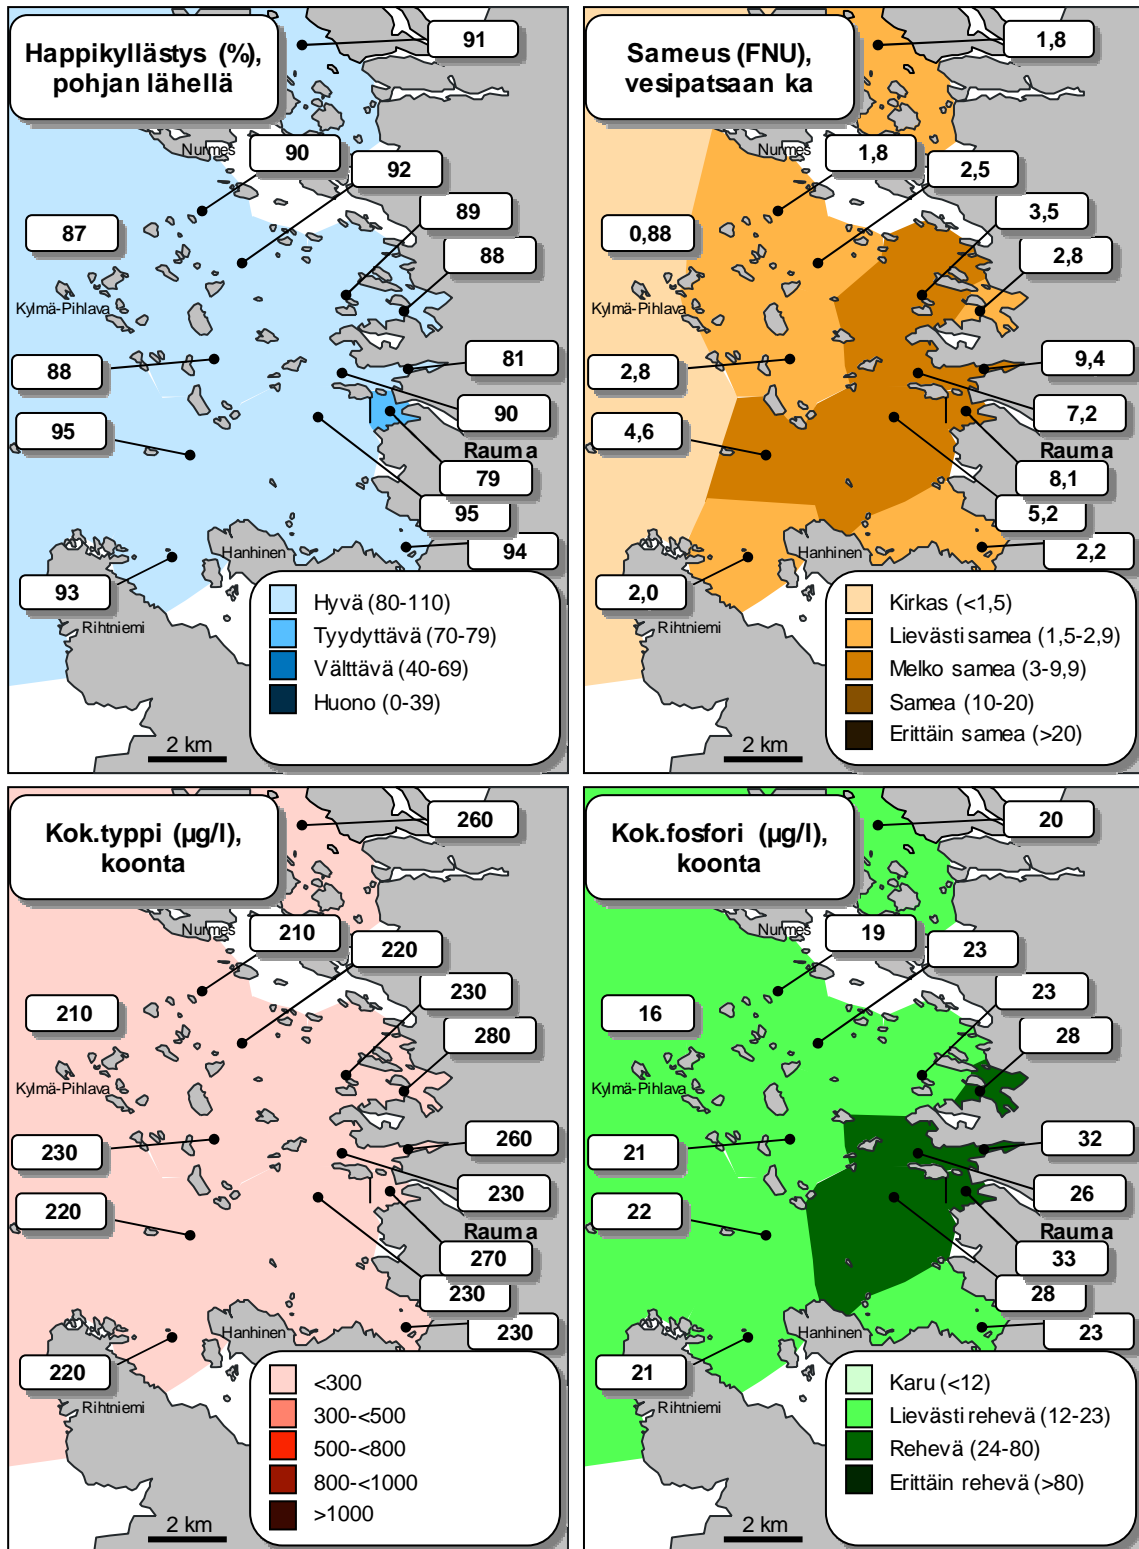 Happikyllästys (%),
pohjan lähellä
91
Nurmes
90
92
89
87
88
Kylmä-Pihlava
81
88
90
95
Rauma
79
95
94
Hanhinen
93
Rihtniemi
Hyvä (80-110)
Tyydyttävä (70-79)
Välttävä (40-69)
Huono (0-39)
2 km
Sameus (FNU),
vesipatsaan ka
1,8
Nurmes
1,8
2,5
3,5
0,88
2,8
Kylmä-Pihlava
9,4
2,8
7,2
4,6
Rauma
8,1
5,2
2,2
Hanhinen
2,0
Rihtniemi
Kirkas (<1,5)
Lievästi samea (1,5-2,9)
Melko samea (3-9,9)
Samea (10-20)
Erittäin samea (>20)
2 km
Kok.typpi (µg/l),
koonta
260
Nurmes
210
220
230
210
280
Kylmä-Pihlava
260
230
230
220
Rauma
270
230
230
Hanhinen
220
Rihtniemi
<300
300-<500
500-<800
800-<1000
>1000
2 km
Kok.fosfori (µg/l),
koonta
20
Nurmes
19
23
23
16
28
Kylmä-Pihlava
32
21
26
22
Rauma
33
28
23
Hanhinen
21
Rihtniemi
Karu (<12)
Lievästi rehevä (12-23)
Rehevä (24-80)
Erittäin rehevä (>80)
2 km